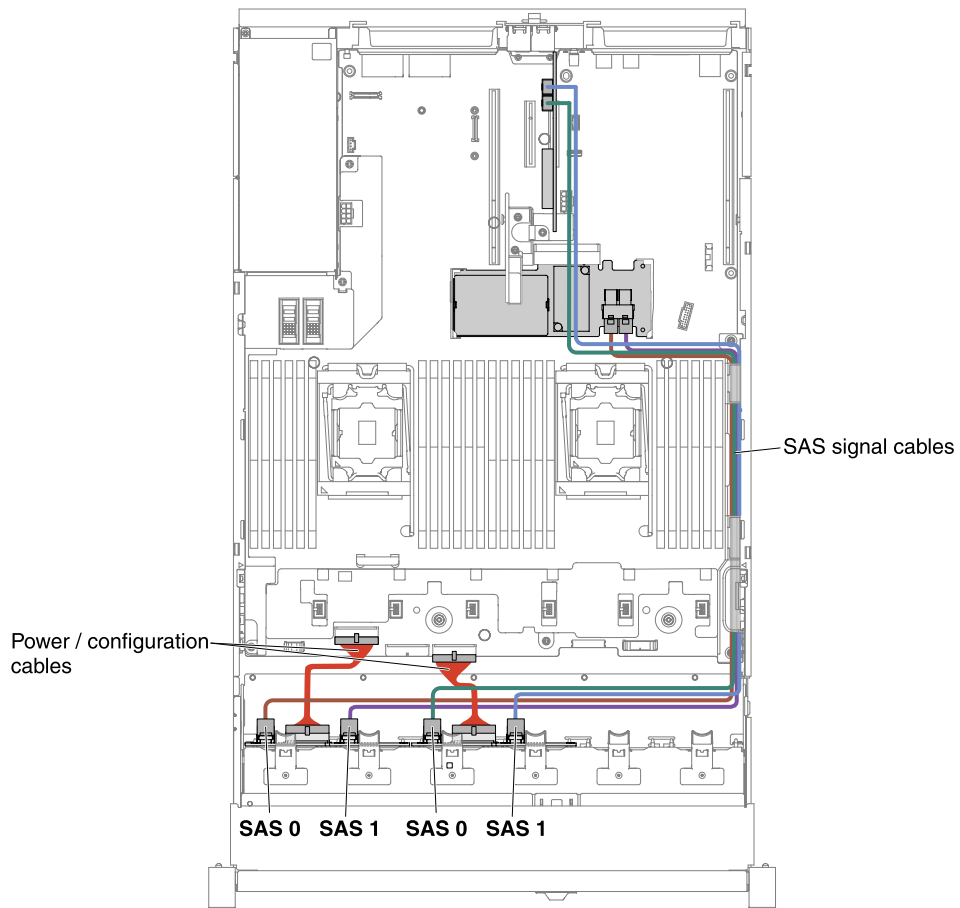 SAS signal cables
Power / configuration
cables
SAS 0 SAS 1 SAS 0 SAS 1